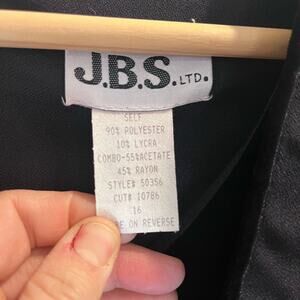 J.B.S. LTD.
SELF
90% POLYESTER
10% LYCRA
COMBO-55%ACETATE
45% RAYON
STYLE# 50356
CUT# 10786
16
ON REVERSE